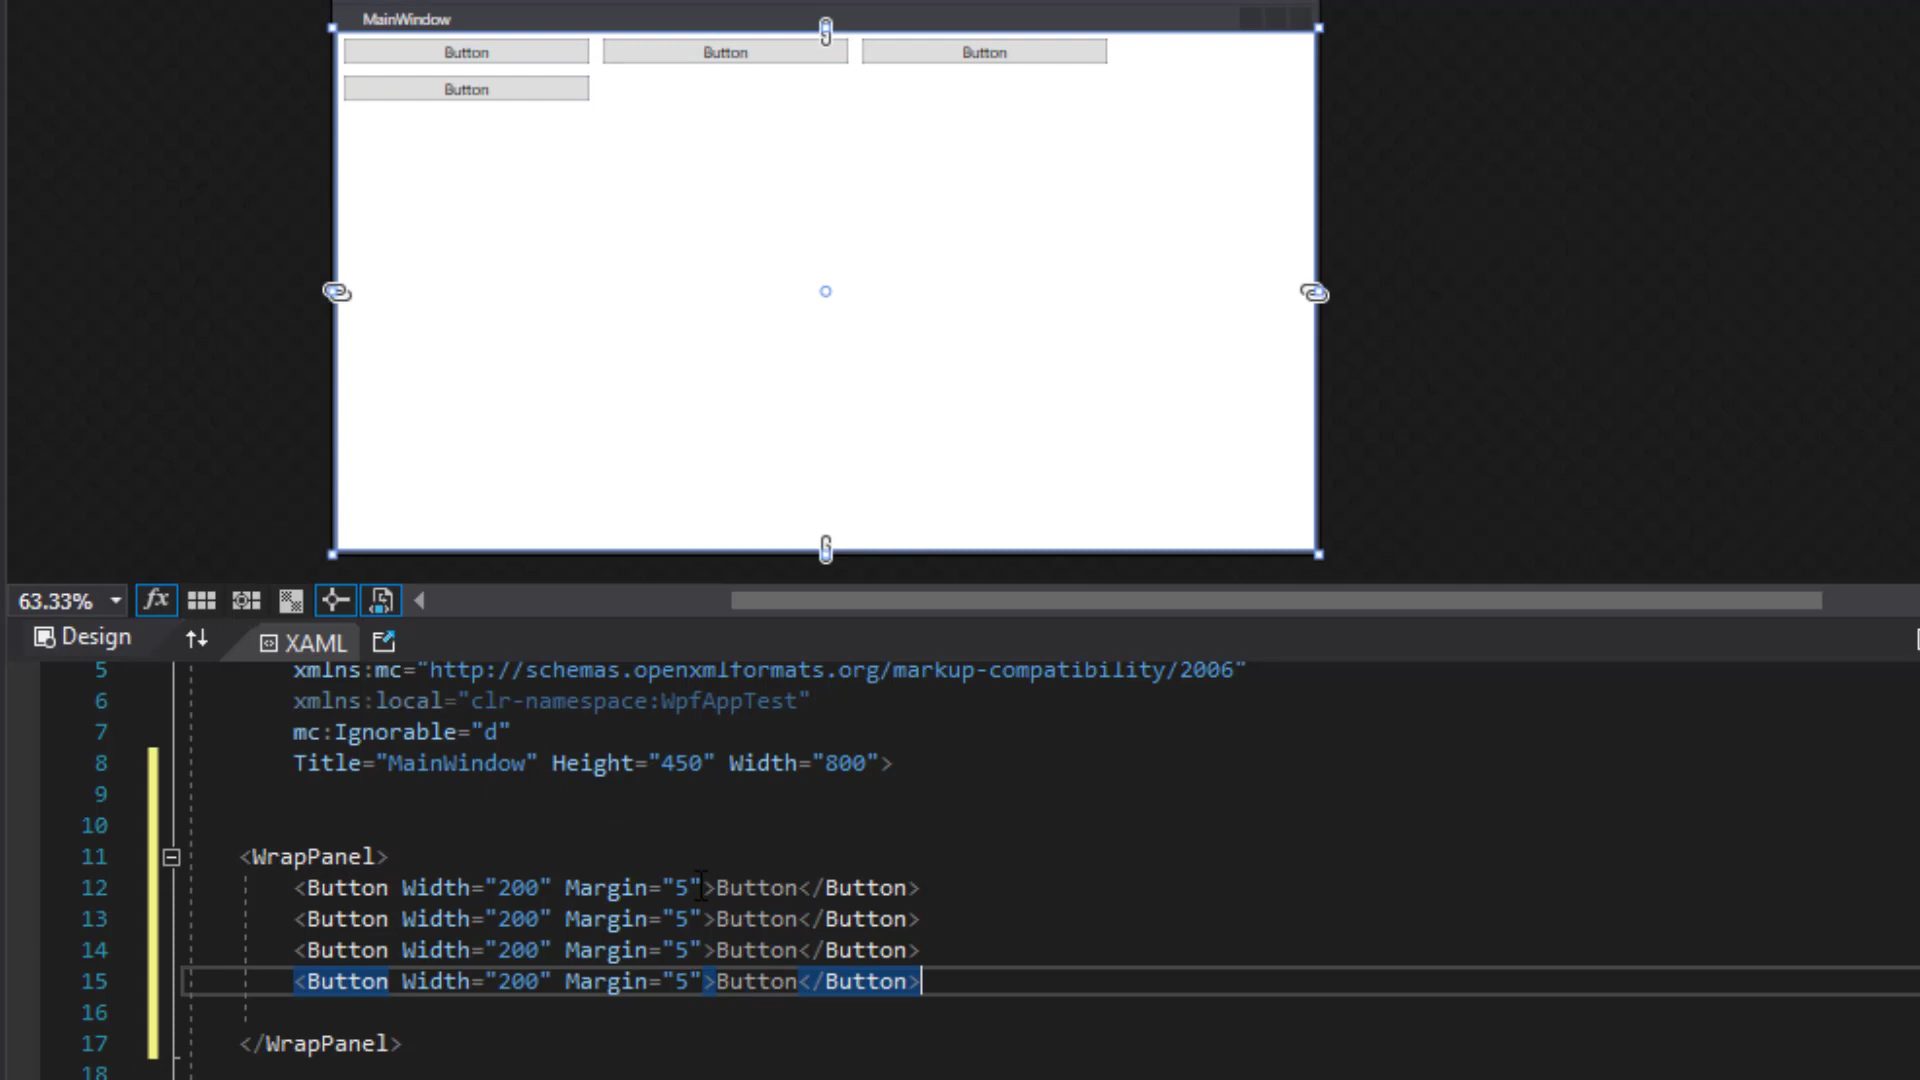 MainWindow
Button Button Button
Button
63.33% fx
Design XAML
5 xmlns:mc="http://schemas.openxmlformats.org/markup-compatibility/2006"
6 xmlns:local="clr-namespace:WpfAppTest"
7 mc:Ignorable="d"
8 Title="MainWindow" Height="450" Width="800">
9
10
11 <WrapPanel>
12 <Button Width="200" Margin="5">Button</Button>
13 <Button Width="200" Margin="5">Button</Button>
14 <Button Width="200" Margin="5">Button</Button>
15 <Button Width="200" Margin="5">Button</Button>
16
17 </WrapPanel>
18